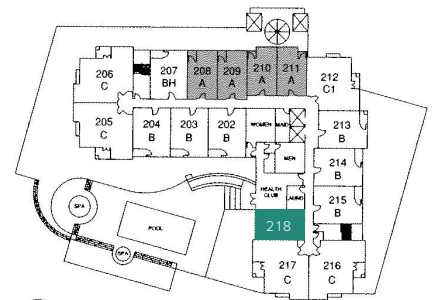 206
C
207
BH
208
A
209
A
210
A
211
A
212
C1
205
C
204
B
203
B
202
B
WOMEN
MAID
213
B
MEN
214
B
HEALTH
CLUB
LAUND
215
B
SPA
POOL
218
SPA
217
C
216
C